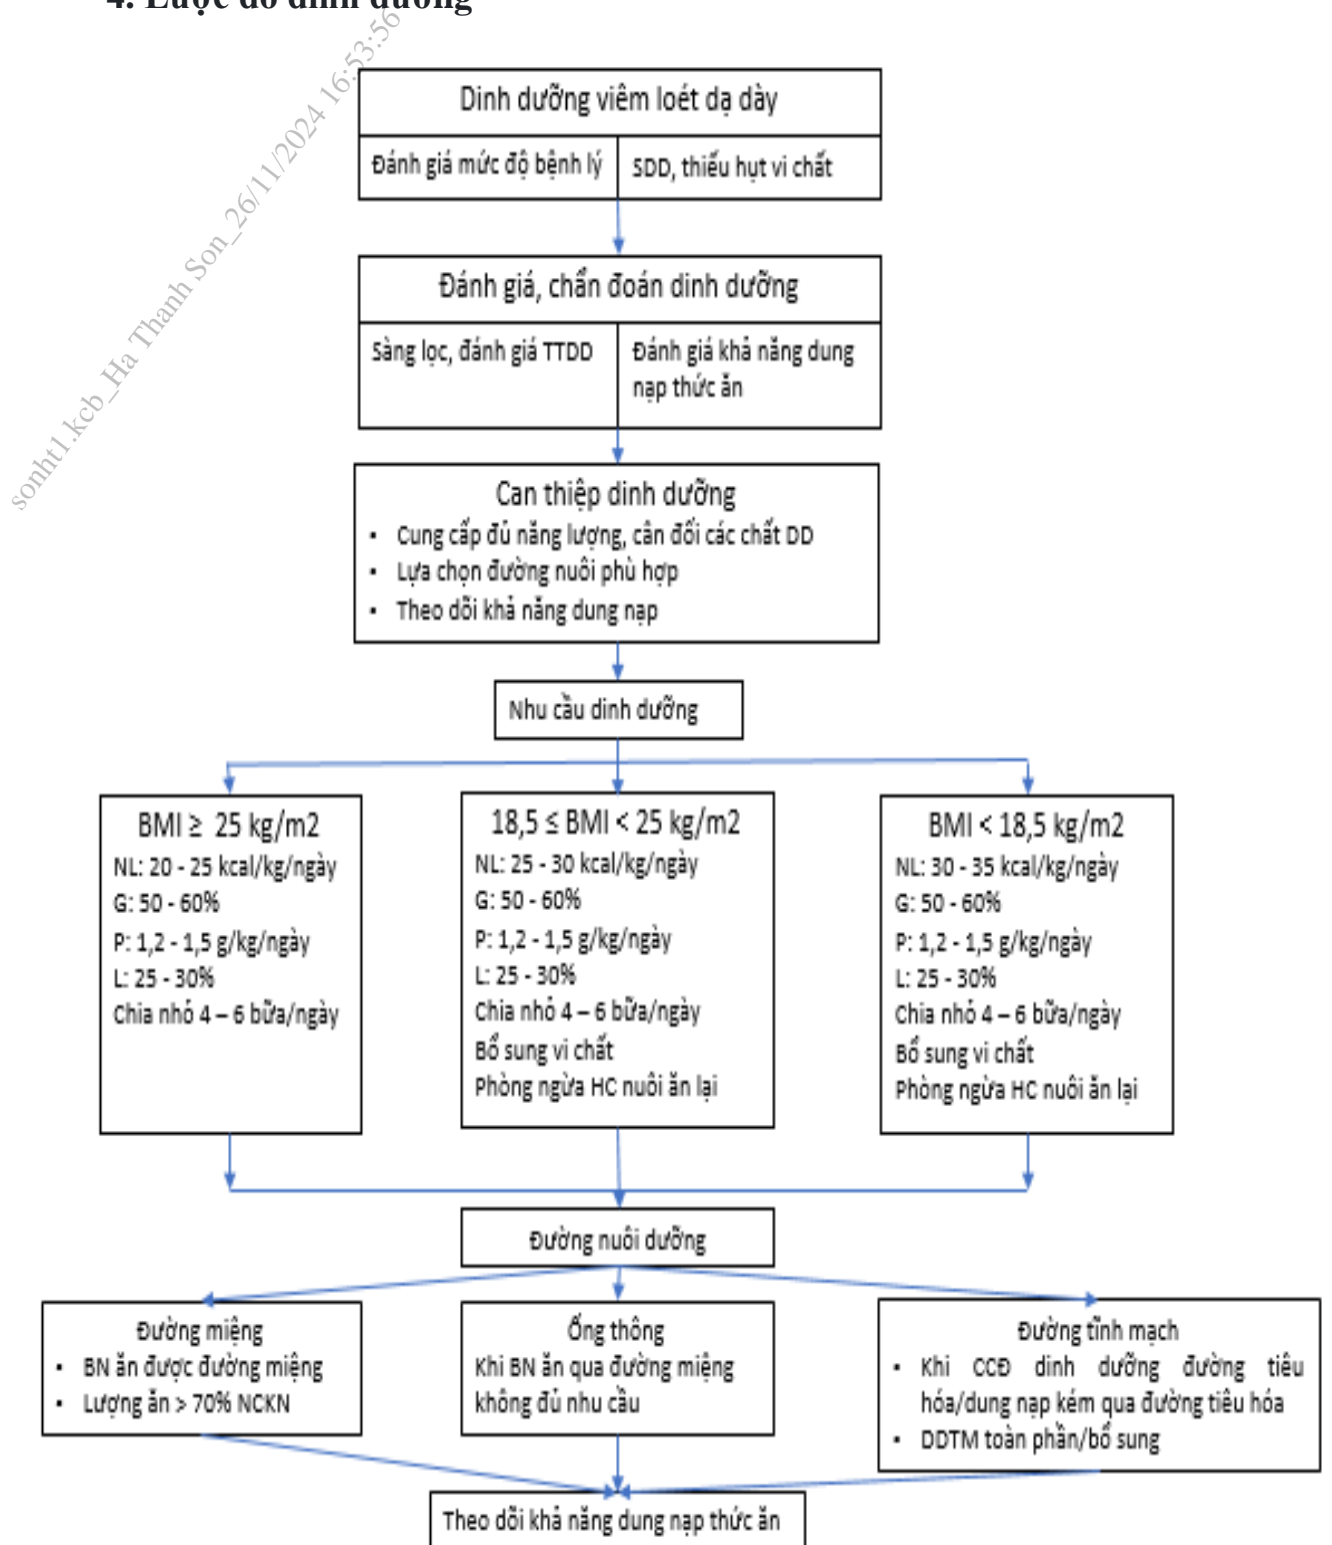 4. Lược đồ dinh dưỡng
sonht1.kcb_Ha Thanh Son_26/11/2024 16:53:56
Dinh dưỡng viêm loét dạ dày
Đánh giá mức độ bệnh lý
SDD, thiếu hụt vi chất
Đánh giá, chẩn đoán dinh dưỡng
Sàng lọc, đánh giá TTDD
Đánh giá khả năng dung
nạp thức ăn
Can thiệp dinh dưỡng
• Cung cấp đủ năng lượng, cân đối các chất DD
• Lựa chọn đường nuôi phù hợp
• Theo dõi khả năng dung nạp
Nhu cầu dinh dưỡng
BMI ≥ 25 kg/m2
NL: 20 - 25 kcal/kg/ngày
G: 50 - 60%
P: 1,2 - 1,5 g/kg/ngày
L: 25 - 30%
Chia nhỏ 4 – 6 bữa/ngày
18,5 ≤ BMI < 25 kg/m2
NL: 25 - 30 kcal/kg/ngày
G: 50 - 60%
P: 1,2 - 1,5 g/kg/ngày
L: 25 - 30%
Chia nhỏ 4 – 6 bữa/ngày
Bổ sung vi chất
Phòng ngừa HC nuôi ăn lại
BMI < 18,5 kg/m2
NL: 30 - 35 kcal/kg/ngày
G: 50 - 60%
P: 1,2 - 1,5 g/kg/ngày
L: 25 - 30%
Chia nhỏ 4 – 6 bữa/ngày
Bổ sung vi chất
Phòng ngừa HC nuôi ăn lại
Đường nuôi dưỡng
Đường miệng
• BN ăn được đường miệng
• Lượng ăn > 70% NCKN
Ống thông
Khi BN ăn qua đường miệng
không đủ nhu cầu
Đường tĩnh mạch
• Khi CCĐ dinh dưỡng đường tiêu
hóa/dung nạp kém qua đường tiêu hóa
• DDTM toàn phần/bổ sung
Theo dõi khả năng dung nạp thức ăn